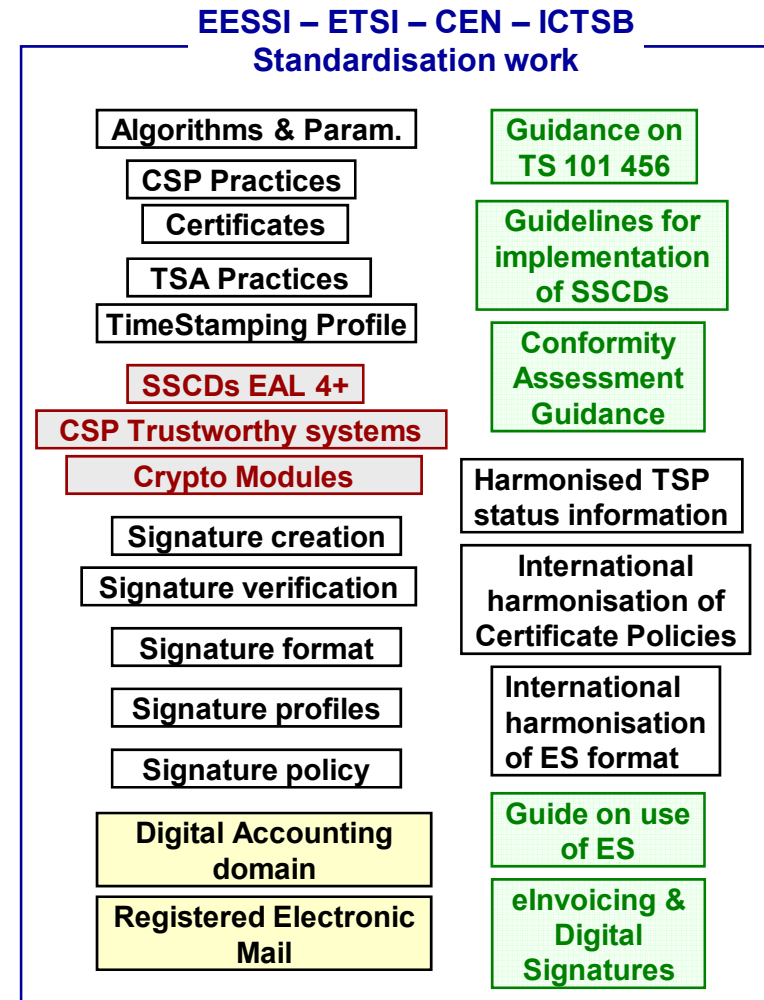 EESSI – ETSI – CEN – ICTSB
Standardisation work
Algorithms & Param.
CSP Practices
Certificates
TSA Practices
TimeStamping Profile
SSCDs EAL 4+
CSP Trustworthy systems
Crypto Modules
Signature creation
Signature verification
Signature format
Signature profiles
Signature policy
Digital Accounting
domain
Registered Electronic
Mail
Guidance on
TS 101 456
Guidelines for
implementation
of SSCDs
Conformity
Assessment
Guidance
Harmonised TSP
status information
International
harmonisation of
Certificate Policies
International
harmonisation
of ES format
Guide on use
of ES
eInvoicing &
Digital
Signatures